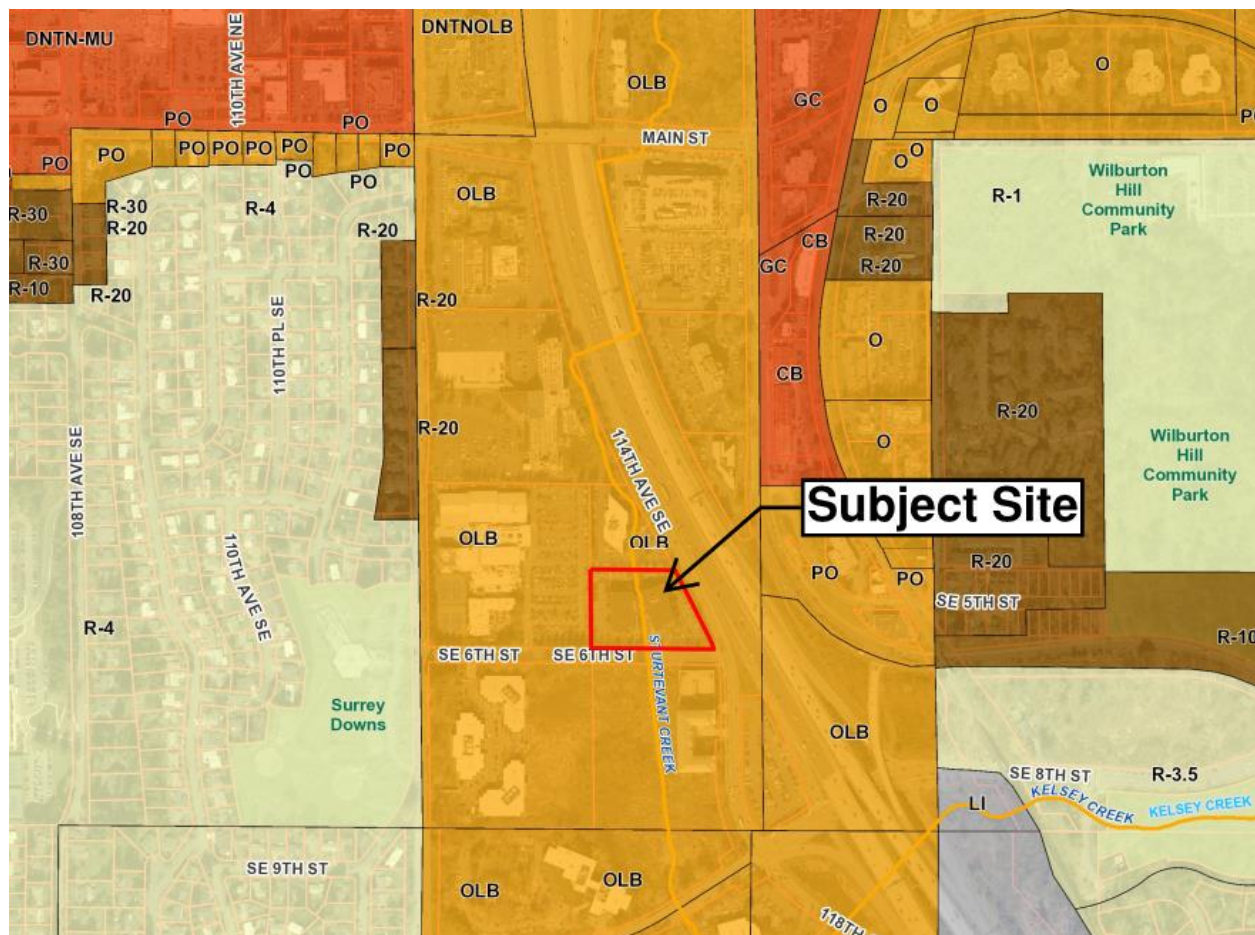 DNTN-MU
110TH AVE NE
DNTNOLB
OLB
GC
O
O
O
MAIN ST
PO
PO
PO
PO
PO
PO
PO
PO
PO
PO
PO
O
O
R-30
R-30
R-20
R-4
R-20
OLB
R-20
R-1
Wilburton
Hill
Community
Park
R-30
R-10
R-20
R-20
R-20
CB
GC
R-20
110TH PL SE
O
CB
R-20
R-20
O
108TH AVE SE
114TH AVE SE
Wilburton
Hill
Community
Park
Subject Site
110TH AVE SE
OLB
OLB
PO
PO
R-20
SE 5TH ST
R-4
R-10
SE 6TH ST
SE 6TH ST
STURTEVANT CREEK
Surrey
Downs
OLB
SE 8TH ST
R-3.5
LI
KELSEY CREEK
KELSEY CREEK
SE 9TH ST
OLB
OLB